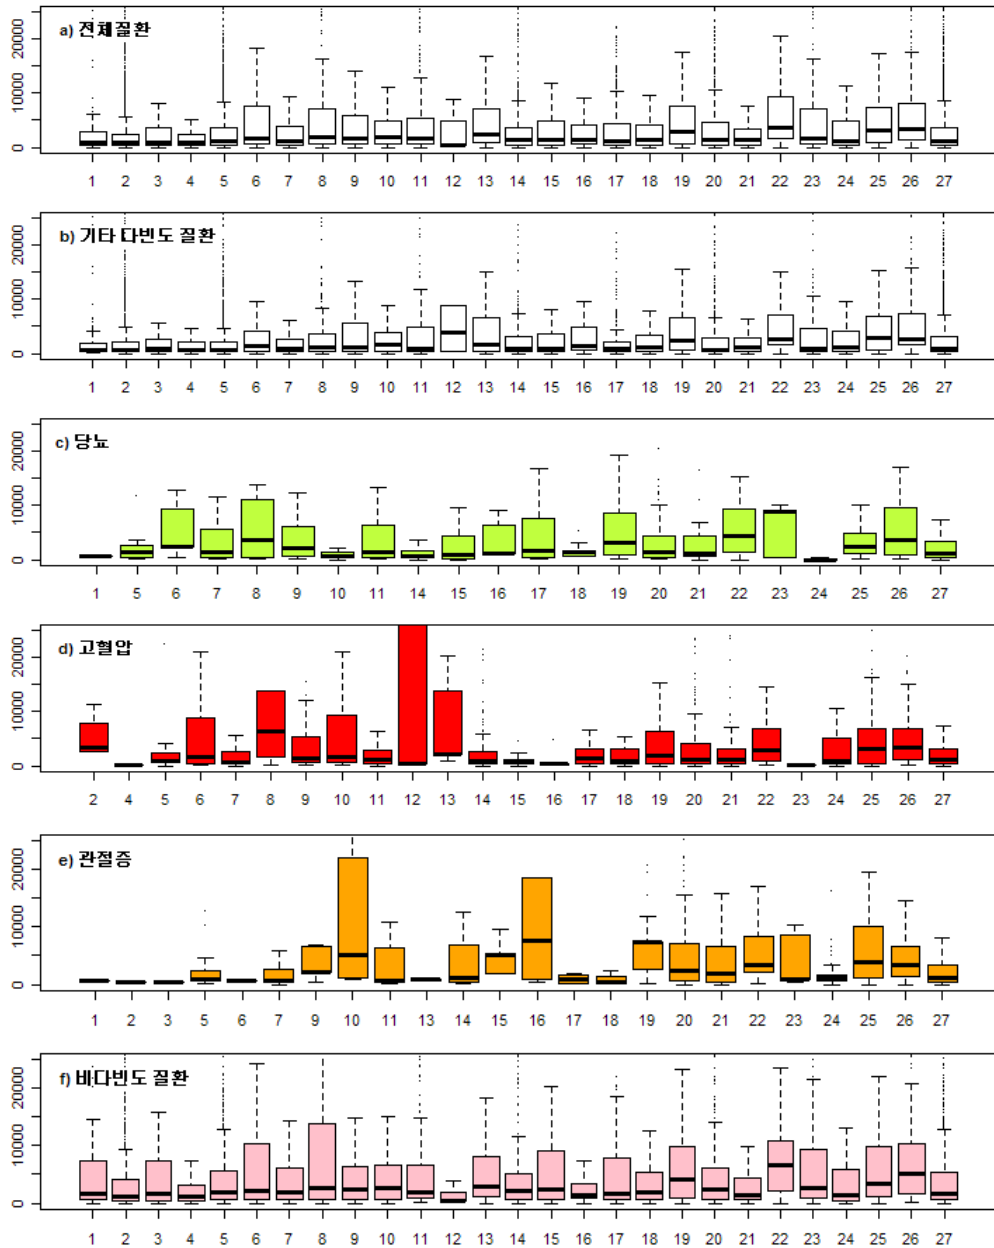 a) 전체질환
0 10000 20000
1 2 3 4 5 6 7 8 9 10 11 12 13 14 15 16 17 18 19 20 21 22 23 24 25 26 27
b) 기타 다빈도 질환
0 10000 20000
1 2 3 4 5 6 7 8 9 10 11 12 13 14 15 16 17 18 19 20 21 22 23 24 25 26 27
c) 당뇨
0 10000 20000
1 5 6 7 8 9 10 11 14 15 16 17 18 19 20 21 22 23 24 25 26 27
d) 고혈압
0 10000 20000
2 4 5 6 7 8 9 10 11 12 13 14 15 16 17 18 19 20 21 22 23 24 25 26 27
e) 관절증
0 10000 20000
1 2 3 5 6 7 9 10 11 13 14 15 16 17 18 19 20 21 22 23 24 25 26 27
f) 비다빈도 질환
0 10000 20000
1 2 3 4 5 6 7 8 9 10 11 12 13 14 15 16 17 18 19 20 21 22 23 24 25 26 27